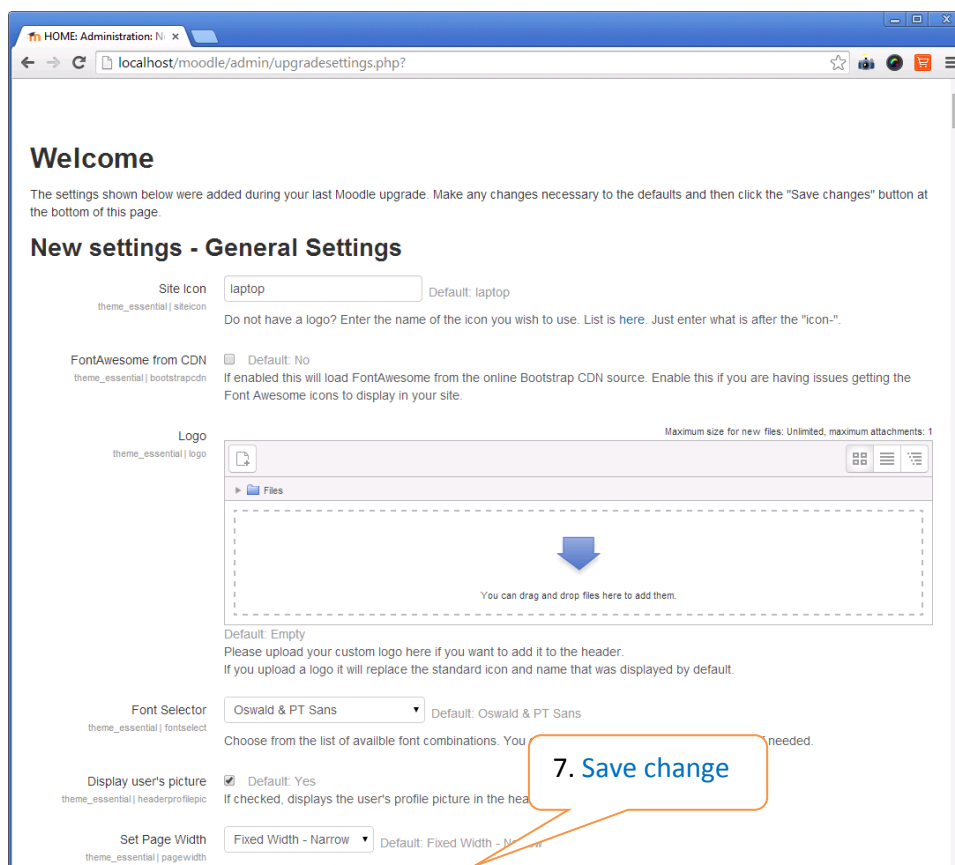 HOME: Administration: N
localhost/moodle/admin/upgradesettings.php?
Welcome
The settings shown below were added during your last Moodle upgrade. Make any changes necessary to the defaults and then click the "Save changes" button at
the bottom of this page.
New settings - General Settings
Site Icon laptop Default: laptop
theme_essential | siteicon
Do not have a logo? Enter the name of the icon you wish to use. List is here. Just enter what is after the "icon-".
FontAwesome from CDN Default: No
theme_essential | bootstrapcdn
If enabled this will load FontAwesome from the online Bootstrap CDN source. Enable this if you are having issues getting the
Font Awesome icons to display in your site.
Maximum size for new files: Unlimited, maximum attachments: 1
Logo
theme_essential | logo
Files
You can drag and drop files here to add them.
Default: Empty
Please upload your custom logo here if you want to add it to the header.
If you upload a logo it will replace the standard icon and name that was displayed by default.
Font Selector Oswald & PT Sans Default: Oswald & PT Sans
theme_essential | fontselect
Choose from the list of availble font combinations. You needed.
7. Save change
Display user's picture Default: Yes
theme_essential | headerprofilepic
If checked, displays the user's profile picture in the
Set Page Width Fixed Width - Narrow Default: Fixed Width - Narrow
theme_essential | pagewidth